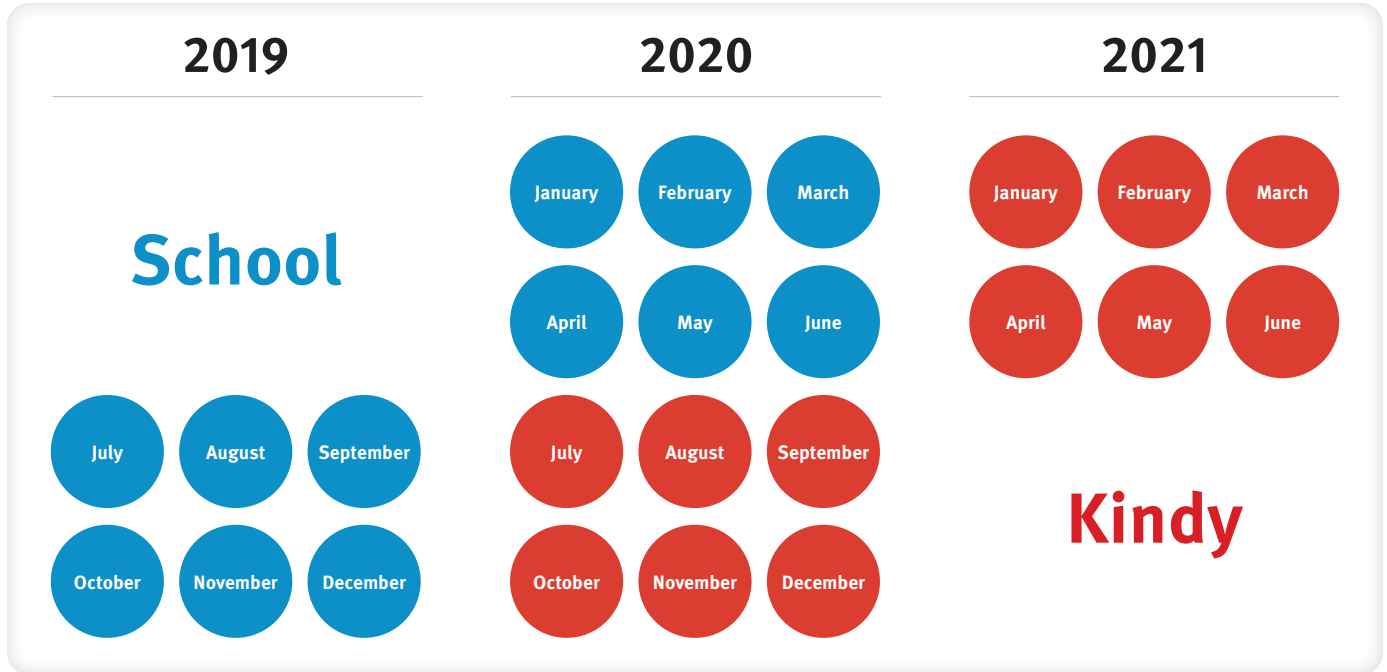 2019
School
July August September
October November December
2020
January February March
April May June
July August September
October November December
2021
January February March
April May June
Kindy